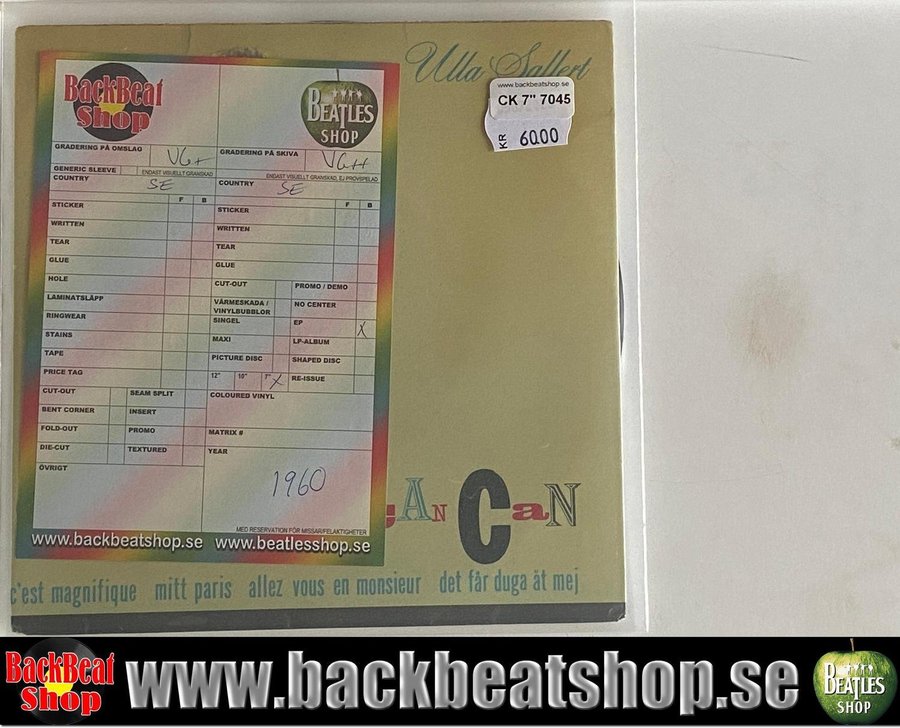 Ulla Sallert
www.backbeatshop.se
CK 7" 7045
KR 60.00
BackBeat Shop
BEATLES SHOP
GRADERING PÅ OMSLAG VG+
GRADERING PÅ SKIVA VG++
GENERIC SLEEVE
ENDAST VISUELLT GRANSKAD
ENDAST VISUELLT GRANSKAD, EJ PROVSPELAD
COUNTRY SE
COUNTRY SE
F B
STICKER
WRITTEN
TEAR
GLUE
HOLE
LAMINATSLÄPP
RINGWEAR
STAINS
TAPE
PRICE TAG
CUT-OUT SEAM SPLIT
BENT CORNER INSERT
FOLD-OUT PROMO
DIE-CUT TEXTURED
ÖVRIGT
F B
STICKER
WRITTEN
TEAR
GLUE
CUT-OUT PROMO / DEMO
VÄRMESKADA / VINYLBUBBLOR NO CENTER
SINGEL EP X
MAXI LP-ALBUM
PICTURE DISC SHAPED DISC
12" 10" 7" X RE-ISSUE
COLOURED VINYL
MATRIX #
YEAR
1960
MED RESERVATION FÖR MISSAR/FELAKTIGHETER
www.backbeatshop.se www.beatlesshop.se
CAN CaN
c'est magnifique mitt paris allez vous en monsieur det får duga åt mej
BackBeat Shop
www.backbeatshop.se
BEATLES SHOP